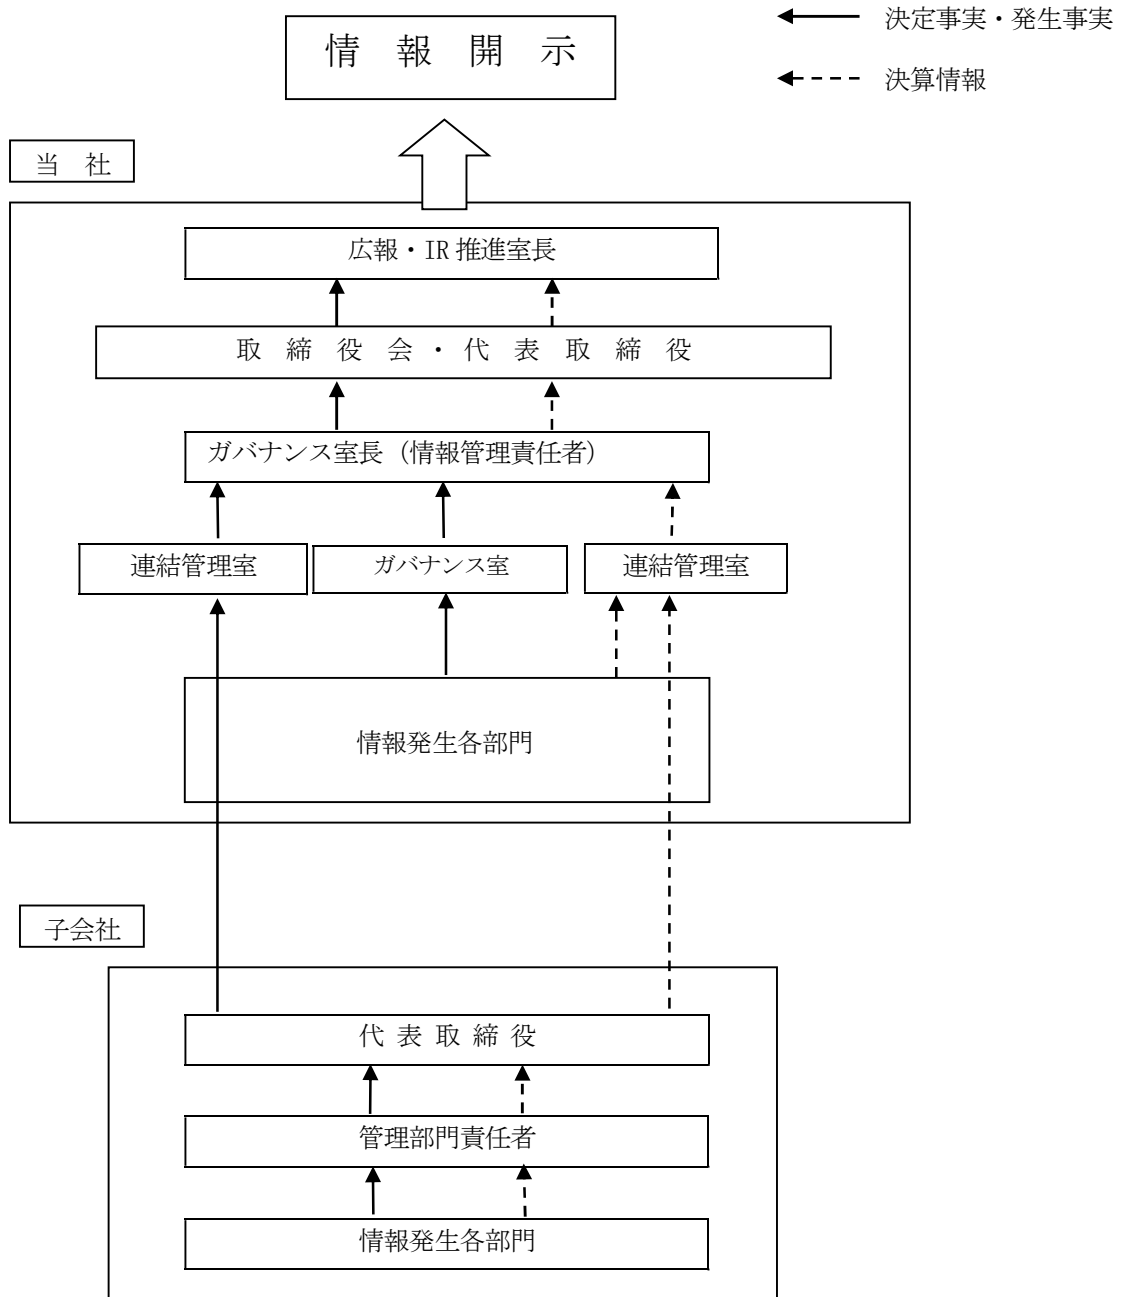 情　報　開　示
決定事実・発生事実
決算情報
当　社
広報・IR 推進室長
取　締　役　会　・　代　表　取　締　役
ガバナンス室長（情報管理責任者）
連結管理室
ガバナンス室
連結管理室
情報発生各部門
子会社
代 表 取 締 役
管理部門責任者
情報発生各部門